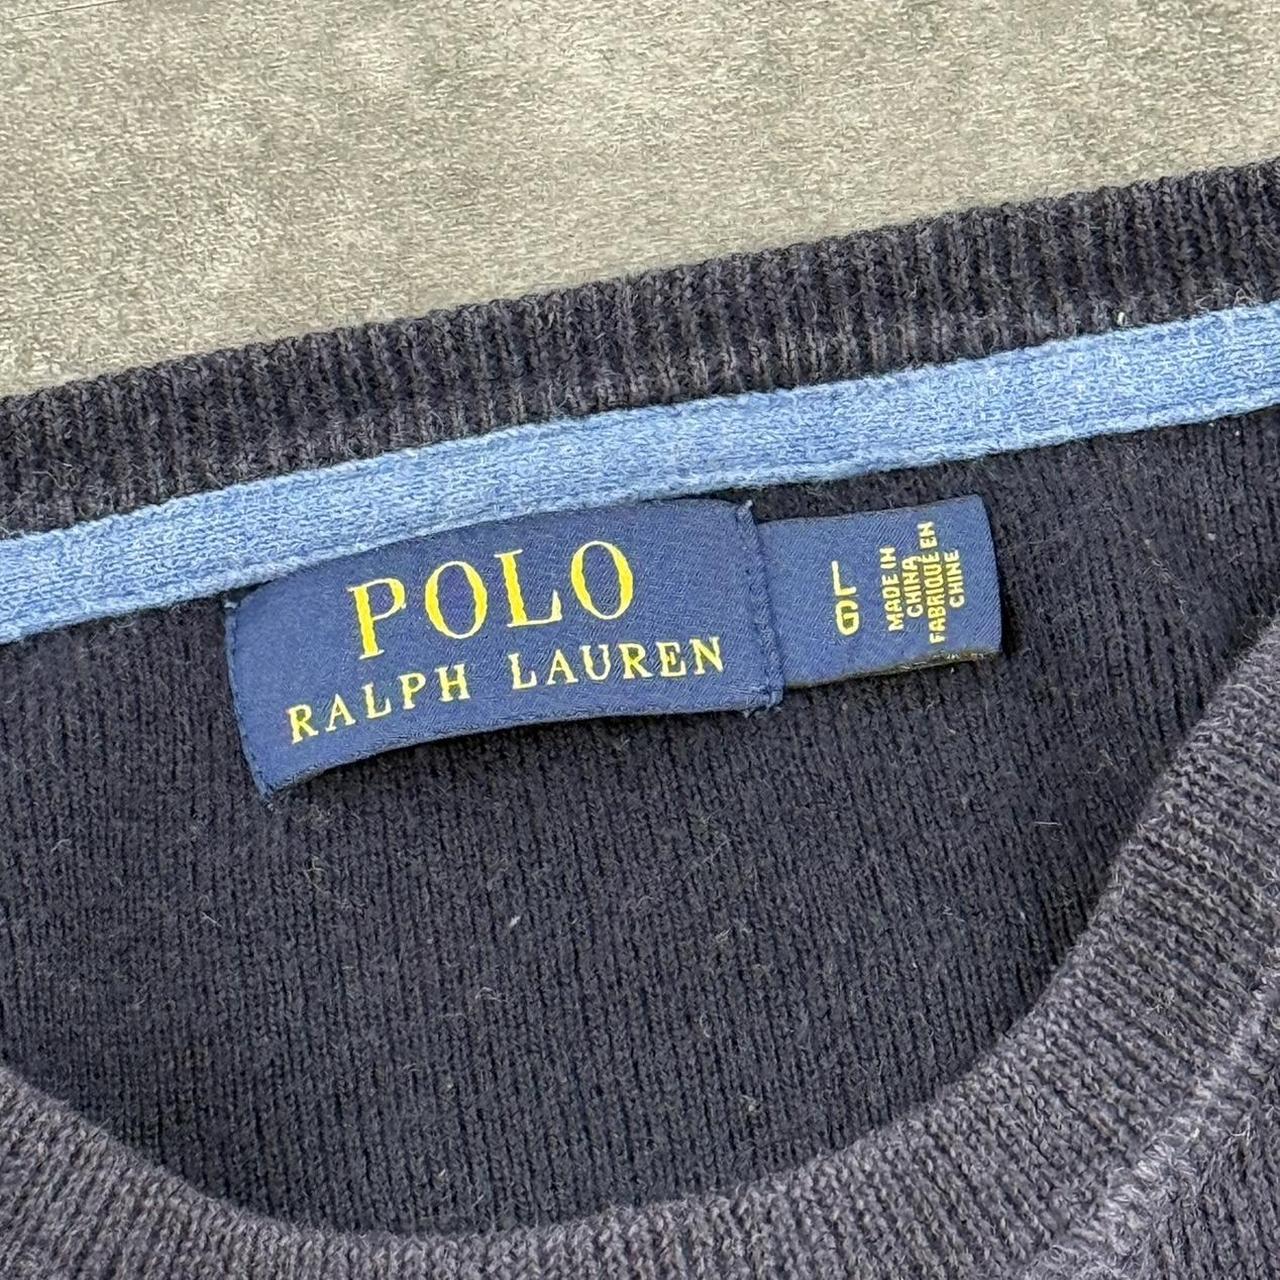 POLO
RALPH LAUREN
L
G
MADE IN
CHINA
FABRIQUÉ EN
CHINE